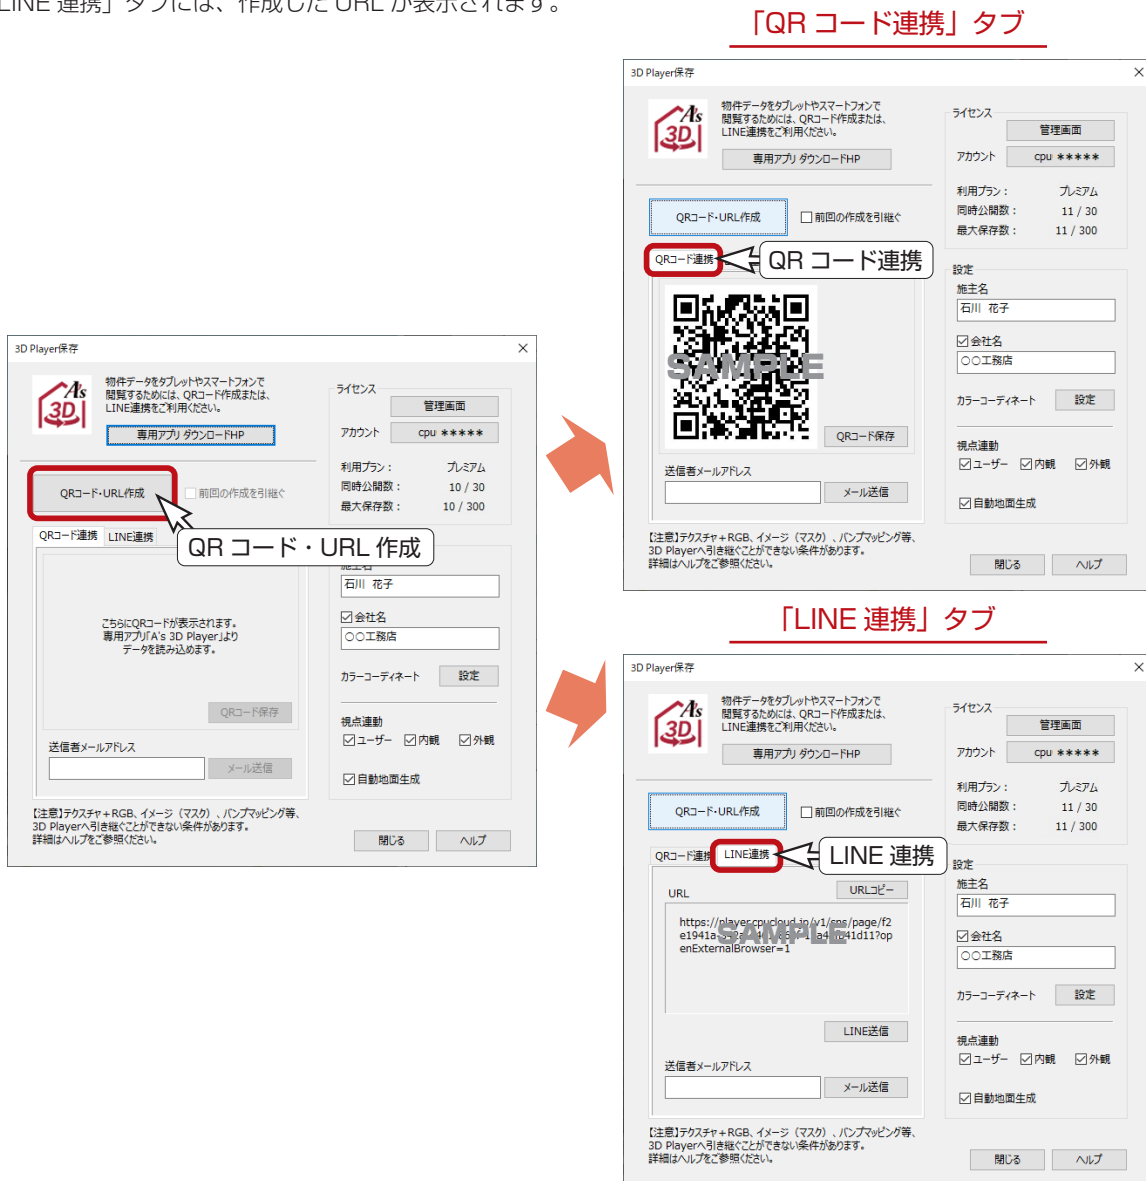 LINE 連携」タブには、作成した URL が表示されます。
「QR コード連携」タブ
3D Player保存
A's
3D
物件データをタブレットやスマートフォンで
閲覧するためには、QRコード作成または、
LINE連携をご利用ください。
専用アプリ ダウンロードHP
ライセンス
管理画面
アカウント
cpu *****
利用プラン： プレミアム
同時公開数： 11 / 30
最大保存数： 11 / 300
QRコード・URL作成
前回の作成を引継ぐ
QRコード連携
QR コード連携
SAMPLE
QRコード保存
送信者メールアドレス
メール送信
設定
施主名
石川 花子
会社名
○○工務店
カラーコーディネート
設定
視点連動
ユーザー 内観 外観
自動地面生成
【注意】テクスチャ+RGB、イメージ（マスク）、バンプマッピング等、
3D Playerへ引き継ぐことができない条件があります。
詳細はヘルプをご参照ください。
閉じる
ヘルプ
3D Player保存
A's
3D
物件データをタブレットやスマートフォンで
閲覧するためには、QRコード作成または、
LINE連携をご利用ください。
専用アプリ ダウンロードHP
ライセンス
管理画面
アカウント
cpu *****
利用プラン： プレミアム
同時公開数： 10 / 30
最大保存数： 10 / 300
QRコード・URL作成
前回の作成を引継ぐ
QR コード・URL 作成
QRコード連携 LINE連携
こちらにQRコードが表示されます。
専用アプリ「A's 3D Player」より
データを読み込めます。
QRコード保存
送信者メールアドレス
メール送信
石川 花子
会社名
○○工務店
カラーコーディネート
設定
視点連動
ユーザー 内観 外観
自動地面生成
【注意】テクスチャ+RGB、イメージ（マスク）、バンプマッピング等、
3D Playerへ引き継ぐことができない条件があります。
詳細はヘルプをご参照ください。
閉じる
ヘルプ
「LINE 連携」タブ
3D Player保存
A's
3D
物件データをタブレットやスマートフォンで
閲覧するためには、QRコード作成または、
LINE連携をご利用ください。
専用アプリ ダウンロードHP
ライセンス
管理画面
アカウント
cpu *****
利用プラン： プレミアム
同時公開数： 11 / 30
最大保存数： 11 / 300
QRコード・URL作成
前回の作成を引継ぐ
QRコード連携 LINE連携
LINE 連携
URL
URLコピー
https://player.cpucloud.jp/v1/sns/page/f2
enExternalBrowser=1
SAMPLE
LINE送信
送信者メールアドレス
メール送信
設定
施主名
石川 花子
会社名
○○工務店
カラーコーディネート
設定
視点連動
ユーザー 内観 外観
自動地面生成
【注意】テクスチャ+RGB、イメージ（マスク）、バンプマッピング等、
3D Playerへ引き継ぐことができない条件があります。
詳細はヘルプをご参照ください。
閉じる
ヘルプ